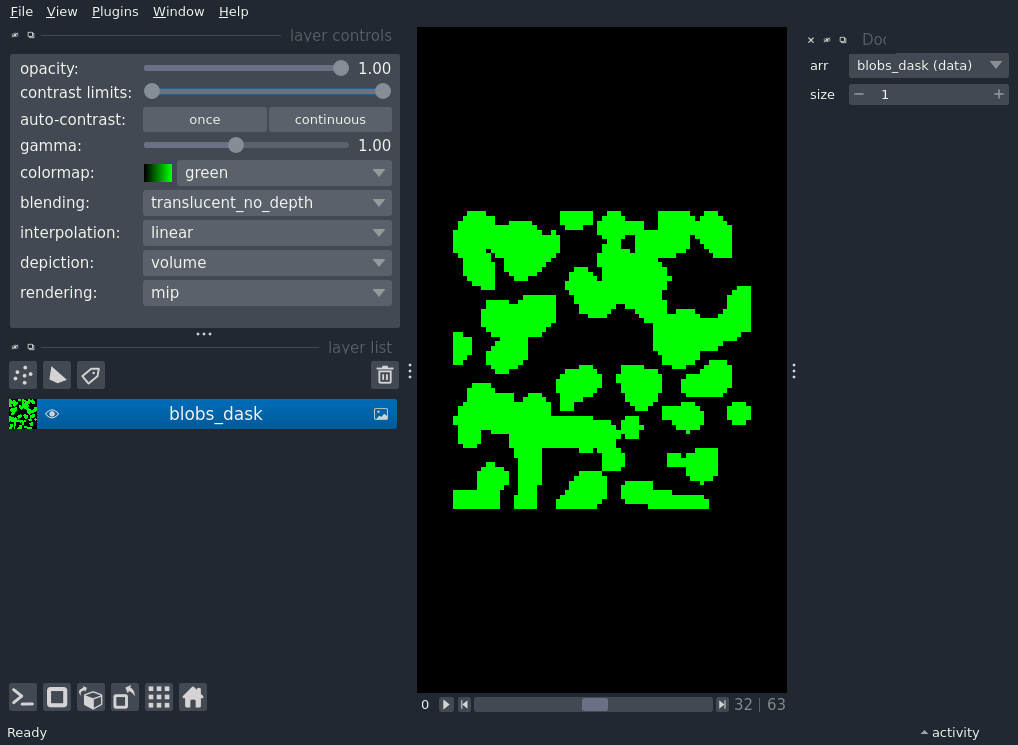 File View Plugins Window Help
layer controls
opacity: 1.00
contrast limits:
auto-contrast: once continuous
gamma: 1.00
colormap: green
blending: translucent_no_depth
interpolation: linear
depiction: volume
rendering: mip
layer list
blobs_dask
0 32 | 63
Ready
activity
arr blobs_dask (data)
size 1